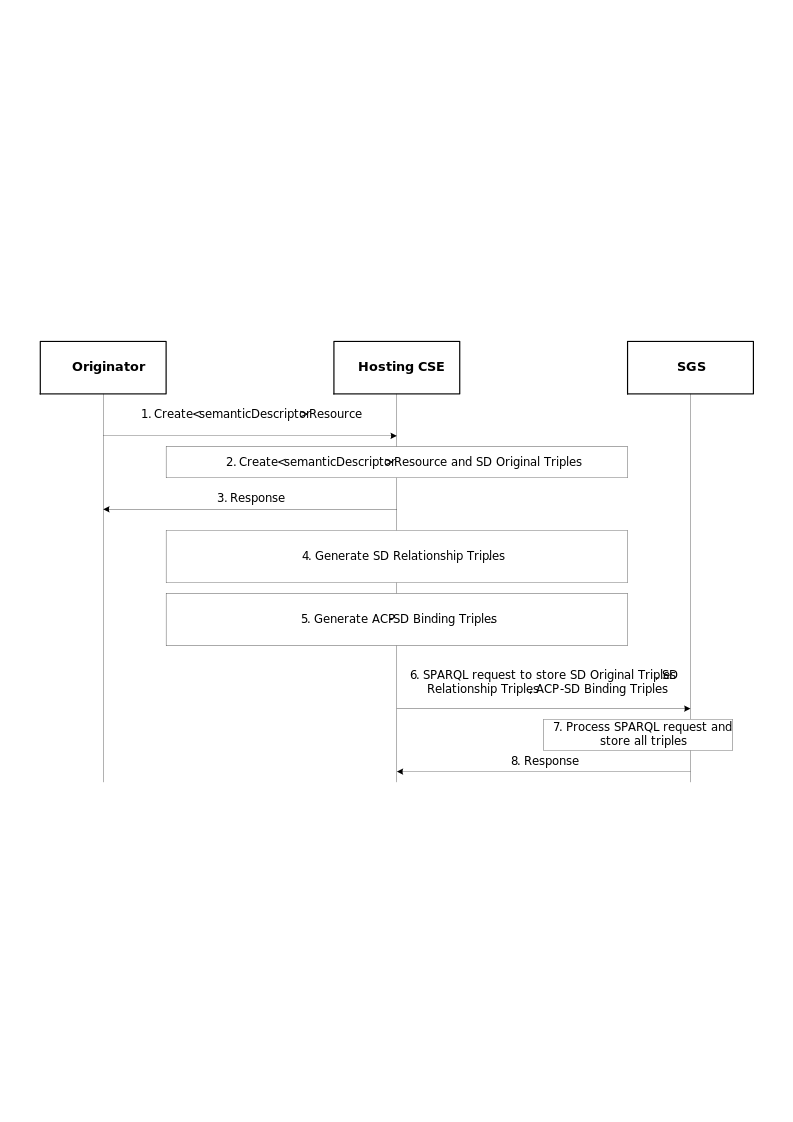 Originator
Hosting CSE
SGS
1. Create<semanticDescriptor>Resource
2. Create<semanticDescriptor>Resource and SD Original Triples
3. Response
4. Generate SD Relationship Triples.
5. Generate ACP-SD Binding Triples.
6. SPARQL request to store SD Original Triples, SD
Relationship Triples, ACP-SD Binding Triples
7. Process SPARQL request and
store all triples
8. Response